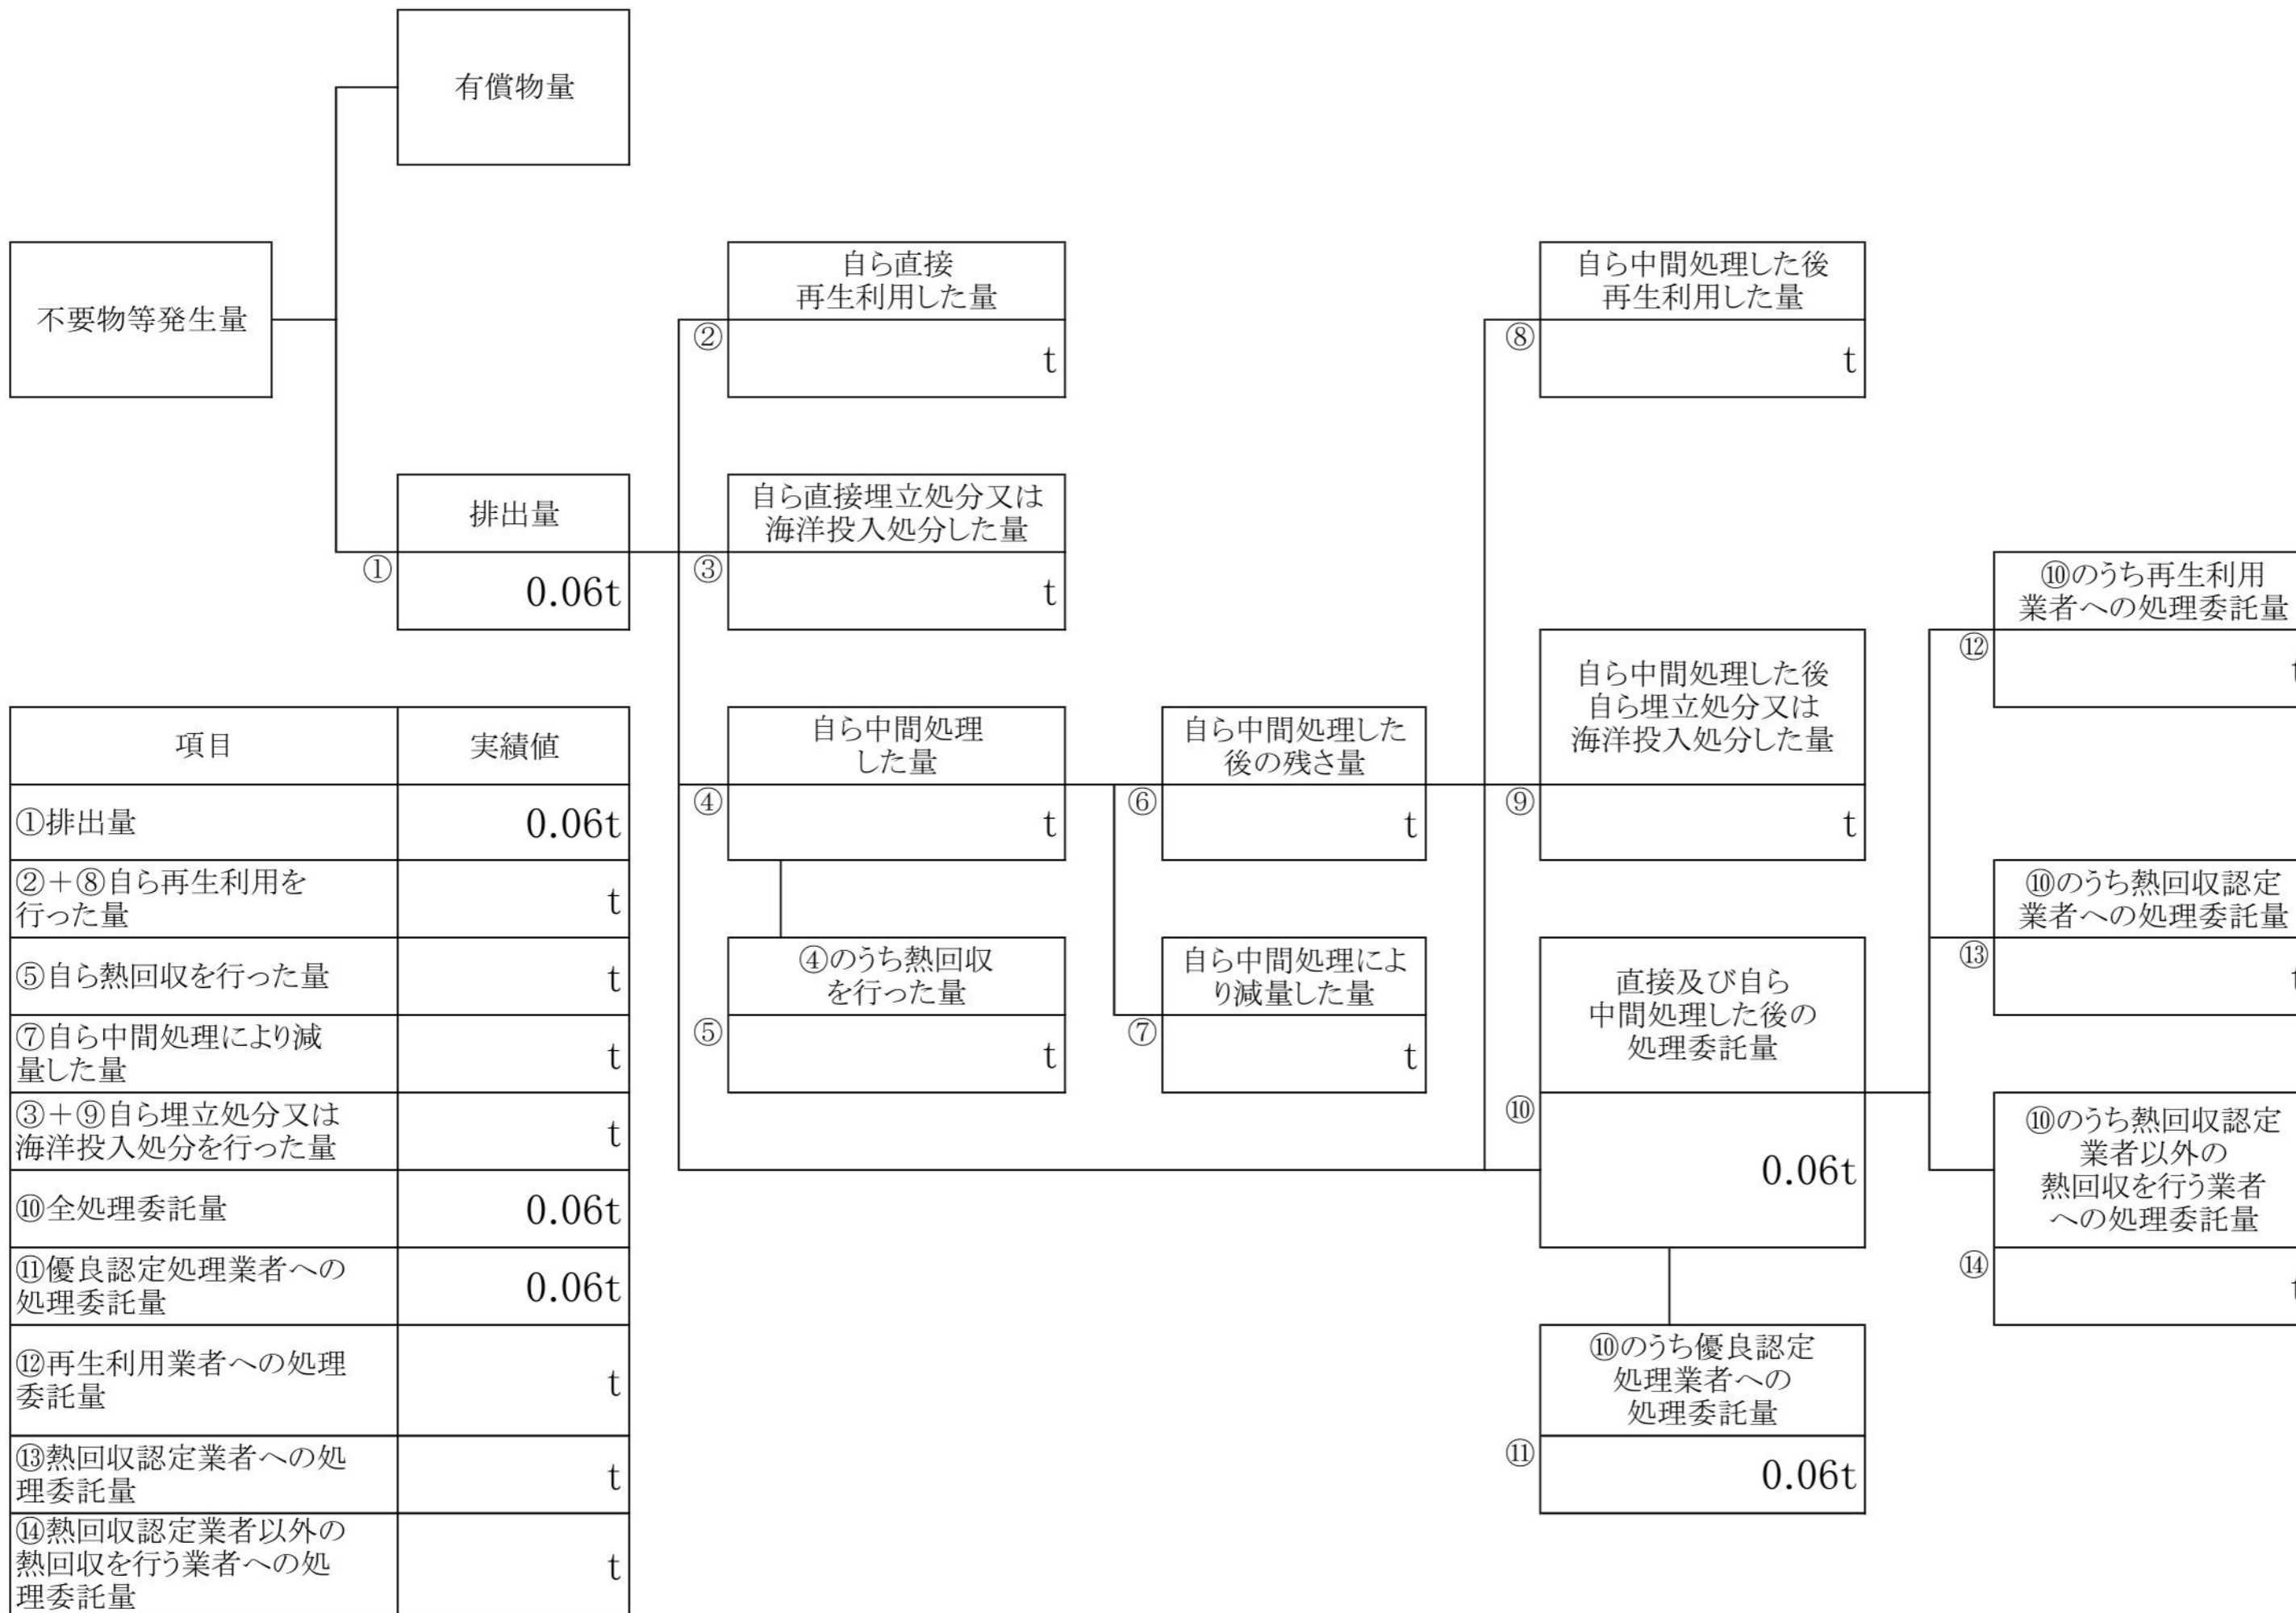 有償物量
不要物等発生量
自ら直接
再生利用した量
②
t
自ら中間処理した後
再生利用した量
⑧
t
排出量
①
0.06t
自ら直接埋立処分又は
海洋投入処分した量
③
t
⑩のうち再生利用
業者への処理委託量
⑫
t
自ら中間処理
した量
④
t
自ら中間処理した
後の残さ量
⑥
t
自ら中間処理した後
自ら埋立処分又は
海洋投入処分した量
⑨
t
⑩のうち熱回収認定
業者への処理委託量
⑬
t
④のうち熱回収
を行った量
⑤
t
自ら中間処理によ
り減量した量
⑦
t
直接及び自ら
中間処理した後の
処理委託量
⑩
0.06t
⑩のうち熱回収認定
業者以外の
熱回収を行う業者
への処理委託量
⑭
t
⑩のうち優良認定
処理業者への
処理委託量
⑪
0.06t
項目 実績値
①排出量 0.06t
②+⑧自ら再生利用を
行った量 t
⑤自ら熱回収を行った量 t
⑦自ら中間処理により減
量した量 t
③+⑨自ら埋立処分又は
海洋投入処分を行った量 t
⑩全処理委託量 0.06t
⑪優良認定処理業者への
処理委託量 0.06t
⑫再生利用業者への処理
委託量 t
⑬熱回収認定業者への処
理委託量 t
⑭熱回収認定業者以外の
熱回収を行う業者への処
理委託量 t